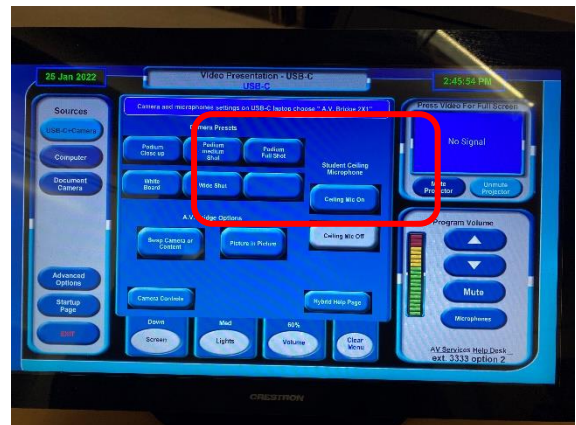 25 Jan 2022
Video Presentation - USB-C
USB-C
2:45:54 PM
Sources
USB-C+Camera
Computer
Document
Camera
Advanced
Options
Startup
Page
EXIT
Camera and microphones settings on USB-C laptop choose " A.V. Bridge 2X1"
Camera Presets
Podium
Close up
Podium
medium
Shot
Podium
Full Shot
White
Board
Wide Shot
Student Ceiling
Microphone
Ceiling Mic On
Ceiling Mic Off
A.V. Bridge Options
Swap Camera or
Content
Picture in Picture
Camera Controls
Hybrid Help Page
Down
Screen
Med
Lights
60%
Volume
Clear
Menu
Press Video For Full Screen
No Signal
Mute
Projector
Unmute
Projector
Program Volume
Mute
Microphones
AV Services Help Desk
ext. 3333 option 2
CRESTRON